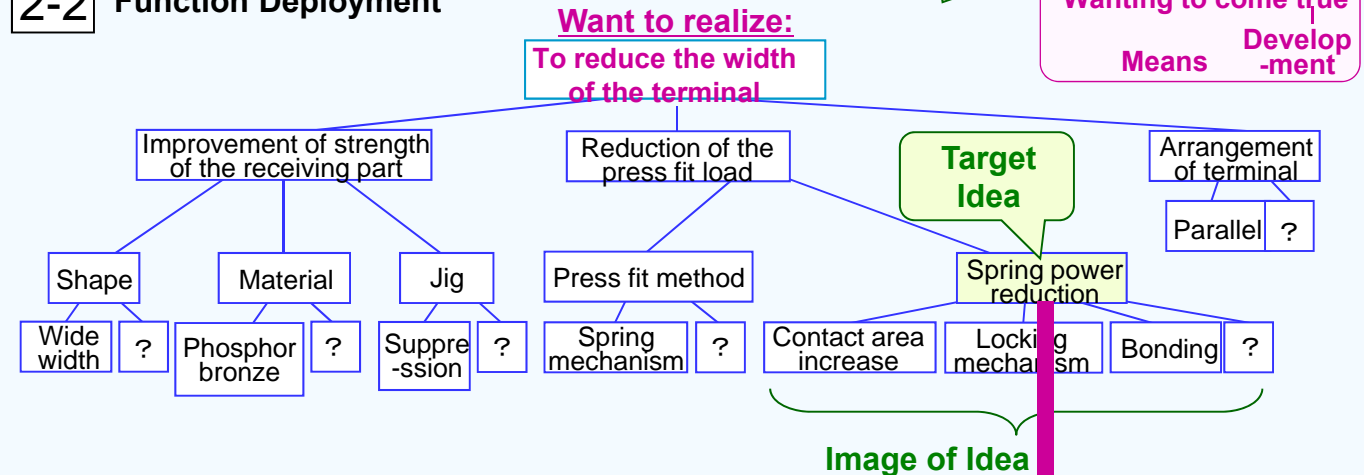 2-2 Function Deployment
Wanting to come true
Develop
-ment
Means
Want to realize:
To reduce the width
of the terminal
Improvement of strength
of the receiving part
Reduction of the
press fit load
Target
Idea
Arrangement
of terminal
Parallel ?
Shape
Material
Jig
Press fit method
Spring power
reduction
Wide
width
?
Phosphor
bronze
?
Suppre
-ssion
?
Spring
mechanism
?
Contact area
increase
Locking
mechanism
Bonding
?
Image of Idea